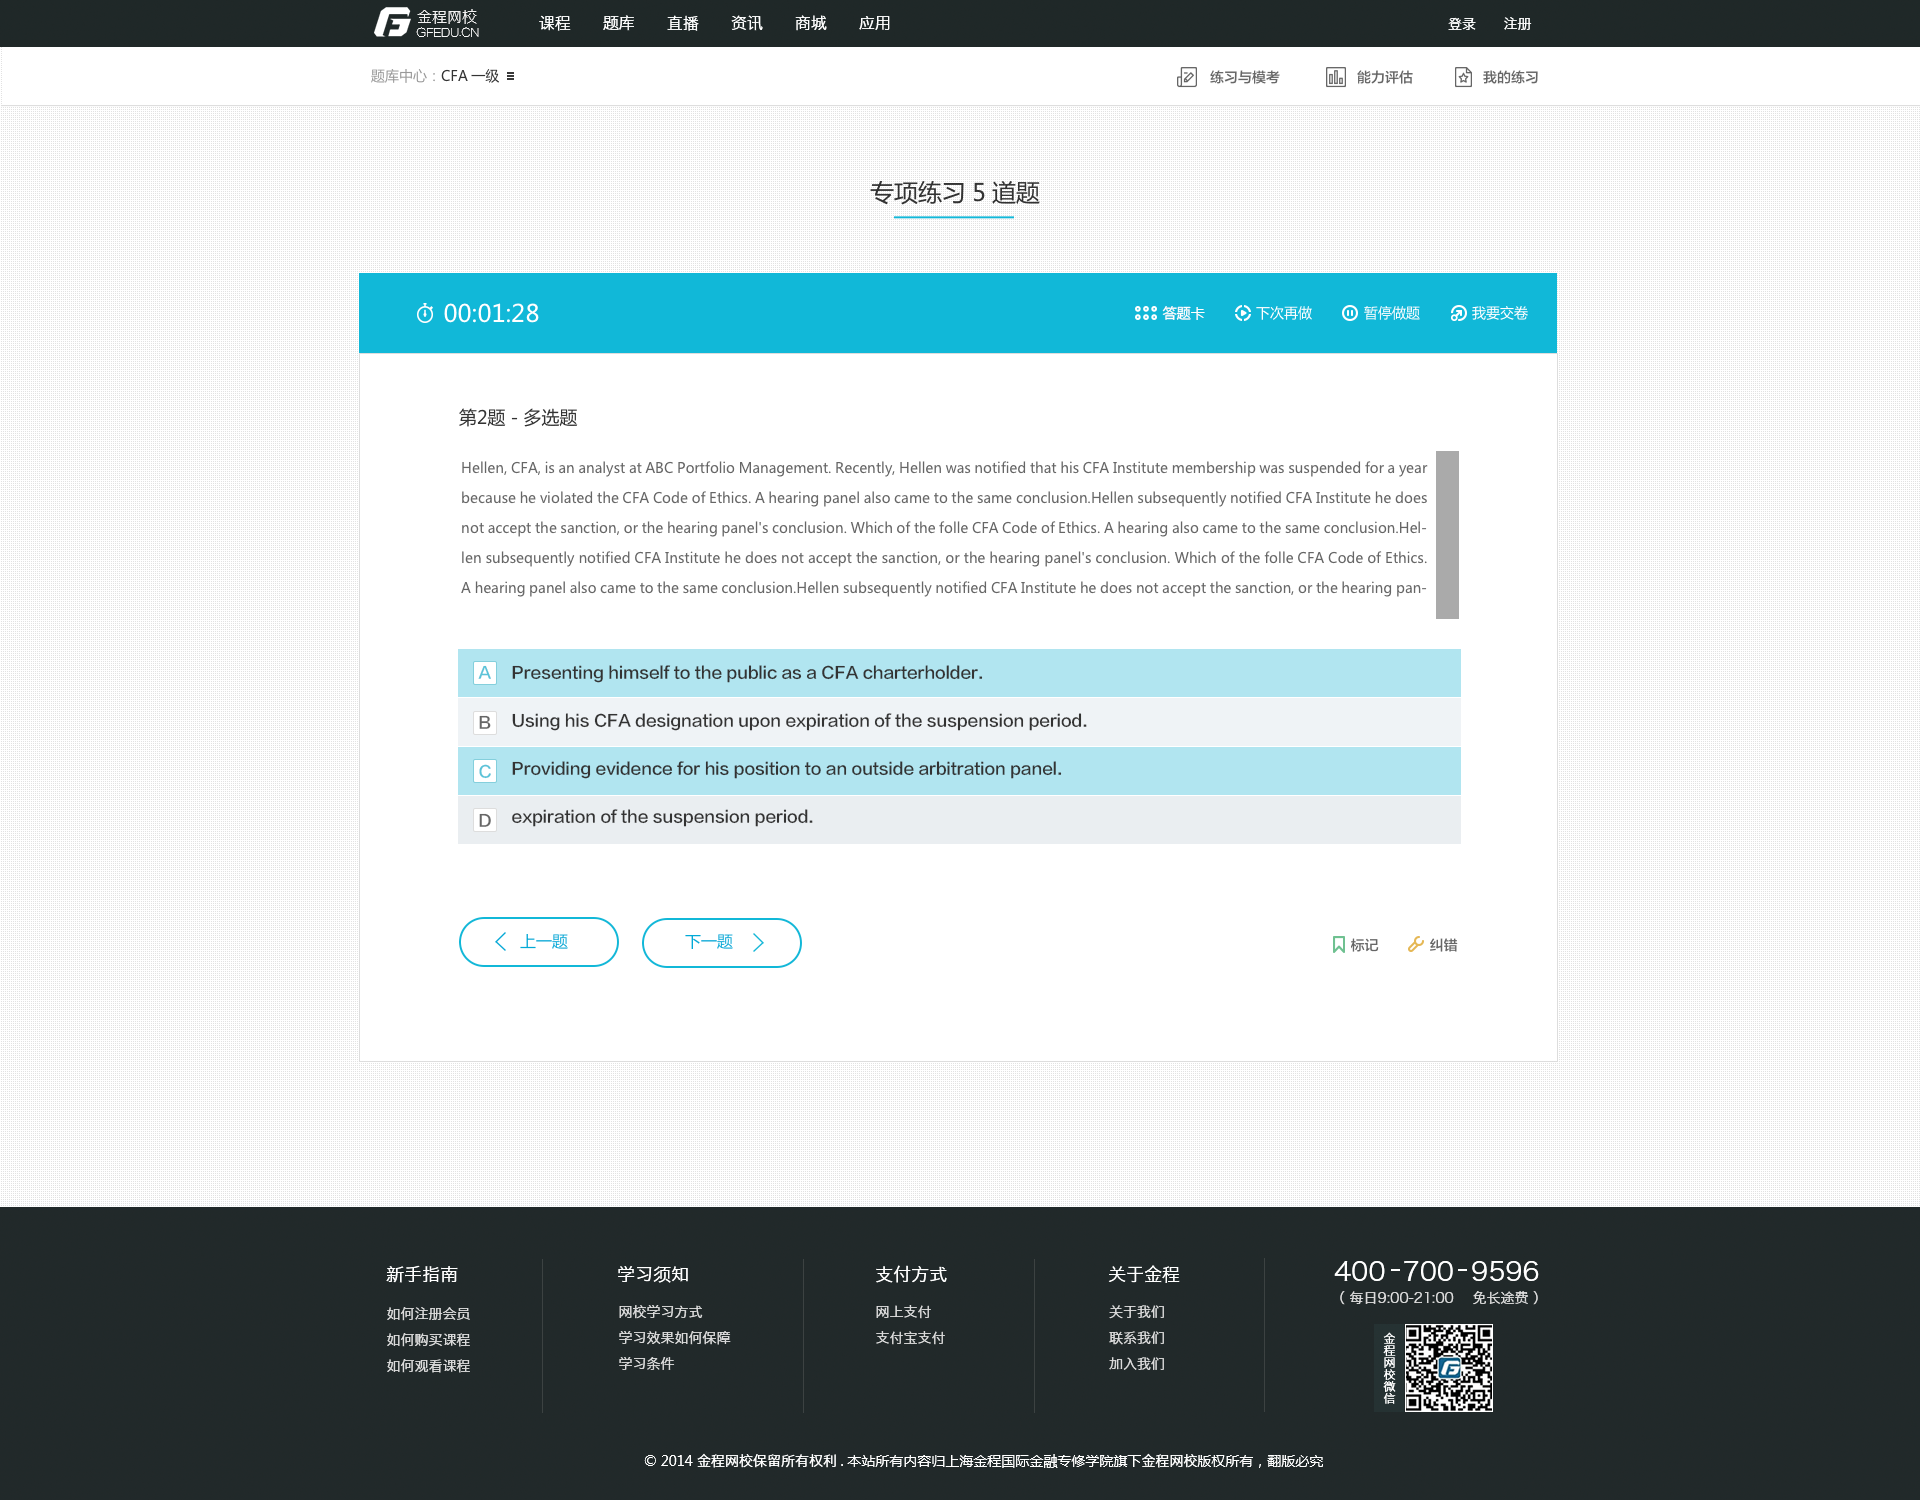 金程网校
GFEDU.CN
课程 题库 直播 资讯 商城 应用
登录 注册
题库中心：CFA 一级
练习与模考 能力评估 我的练习
专项练习 5 道题
00:01:28
答题卡 下次再做 暂停做题 我要交卷
第2题 - 多选题
Hellen, CFA, is an analyst at ABC Portfolio Management. Recently, Hellen was notified that his CFA Institute membership was suspended for a year
because he violated the CFA Code of Ethics. A hearing panel also came to the same conclusion.Hellen subsequently notified CFA Institute he does
not accept the sanction, or the hearing panel's conclusion. Which of the folle CFA Code of Ethics. A hearing also came to the same conclusion.Hel-
len subsequently notified CFA Institute he does not accept the sanction, or the hearing panel's conclusion. Which of the folle CFA Code of Ethics.
A hearing panel also came to the same conclusion.Hellen subsequently notified CFA Institute he does not accept the sanction, or the hearing pan-
A Presenting himself to the public as a CFA charterholder.
B Using his CFA designation upon expiration of the suspension period.
C Providing evidence for his position to an outside arbitration panel.
D expiration of the suspension period.
上一题 下一题
标记 纠错
新手指南
如何注册会员
如何购买课程
如何观看课程
学习须知
网校学习方式
学习效果如何保障
学习条件
支付方式
网上支付
支付宝支付
关于金程
关于我们
联系我们
加入我们
400-700-9596
( 每日9:00-21:00 免长途费 )
金程网校微信
© 2014 金程网校保留所有权利 . 本站所有内容归上海金程国际金融专修学院旗下金程网校版权所有，翻版必究